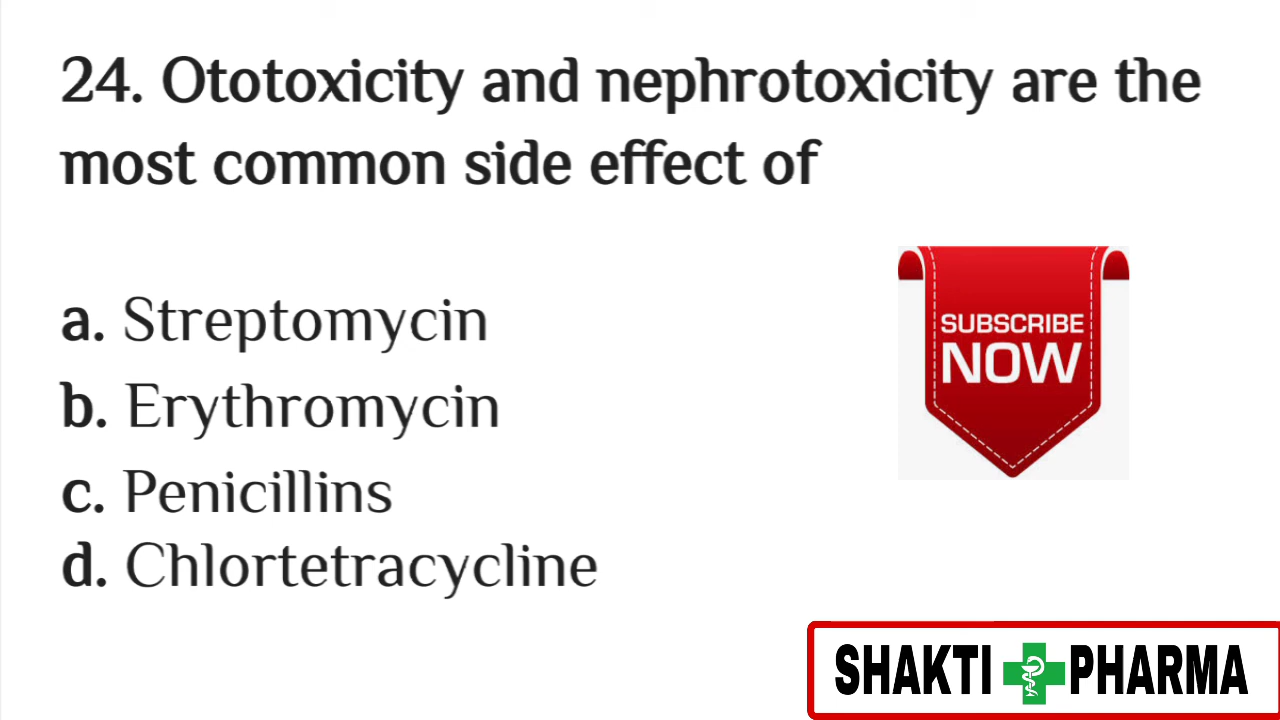 24. Ototoxicity and nephrotoxicity are the
most common side effect of
a. Streptomycin
b. Erythromycin
c. Penicillins
d. Chlortetracycline
SUBSCRIBE
NOW
SHAKTI PHARMA